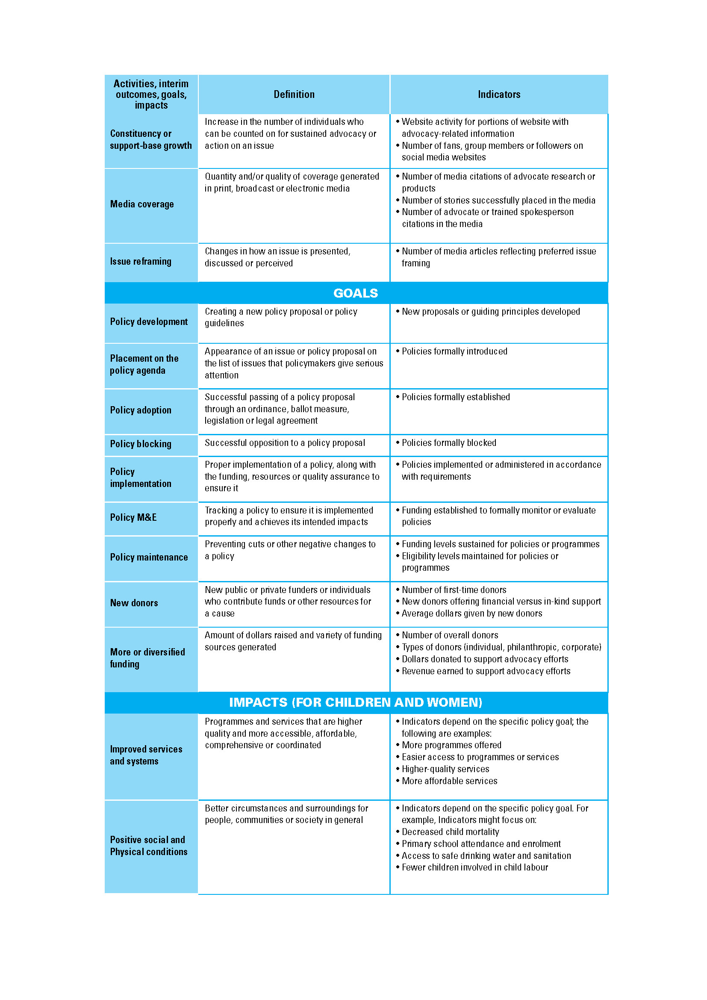 Activities, interim
outcomes, goals,
impacts
Definition
Indicators
Constituency or
support-base growth
Increase in the number of individuals who
can be counted on for sustained advocacy or
action on an issue
• Website activity for portions of website with
advocacy-related information
• Number of fans, group members or followers on
social media websites
Media coverage
Quantity and/or quality of coverage generated
in print, broadcast or electronic media
• Number of media citations of advocate research or
products
• Number of stories successfully placed in the media
• Number of advocate or trained spokesperson
citations in the media
Issue reframing
Changes in how an issue is presented,
discussed or perceived
• Number of media articles reflecting preferred issue
framing
GOALS
Policy development
Creating a new policy proposal or policy
guidelines
• New proposals or guiding principles developed
Placement on the
policy agenda
Appearance of an issue or policy proposal on
the list of issues that policymakers give serious
attention
• Policies formally introduced
Policy adoption
Successful passing of a policy proposal
through an ordinance, ballot measure,
legislation or legal agreement
• Policies formally established
Policy blocking
Successful opposition to a policy proposal
• Policies formally blocked
Policy
implementation
Proper implementation of a policy, along with
the funding, resources or quality assurance to
ensure it
• Policies implemented or administered in accordance
with requirements
Policy M&E
Tracking a policy to ensure it is implemented
properly and achieves its intended impacts
• Funding established to formally monitor or evaluate
policies
Policy maintenance
Preventing cuts or other negative changes to
a policy
• Funding levels sustained for policies or programmes
• Eligibility levels maintained for policies or
programmes
New donors
New public or private funders or individuals
who contribute funds or other resources for
a cause
• Number of first-time donors
• New donors offering financial versus in-kind support
• Average dollars given by new donors
More or diversified
funding
Amount of dollars raised and variety of funding
sources generated
• Number of overall donors
• Types of donors (individual, philanthropic, corporate)
• Dollars donated to support advocacy efforts
• Revenue earned to support advocacy efforts
IMPACTS (FOR CHILDREN AND WOMEN)
Improved services
and systems
Programmes and services that are higher
quality and more accessible, affordable,
comprehensive or coordinated
• Indicators depend on the specific policy goal; the
following are examples:
• More programmes offered
• Easier access to programmes or services
• Higher-quality services
• More affordable services
Positive social and
Physical conditions
Better circumstances and surroundings for
people, communities or society in general
• Indicators depend on the specific policy goal. For
example, Indicators might focus on:
• Decreased child mortality
• Primary school attendance and enrolment
• Access to safe drinking water and sanitation
• Fewer children involved in child labour